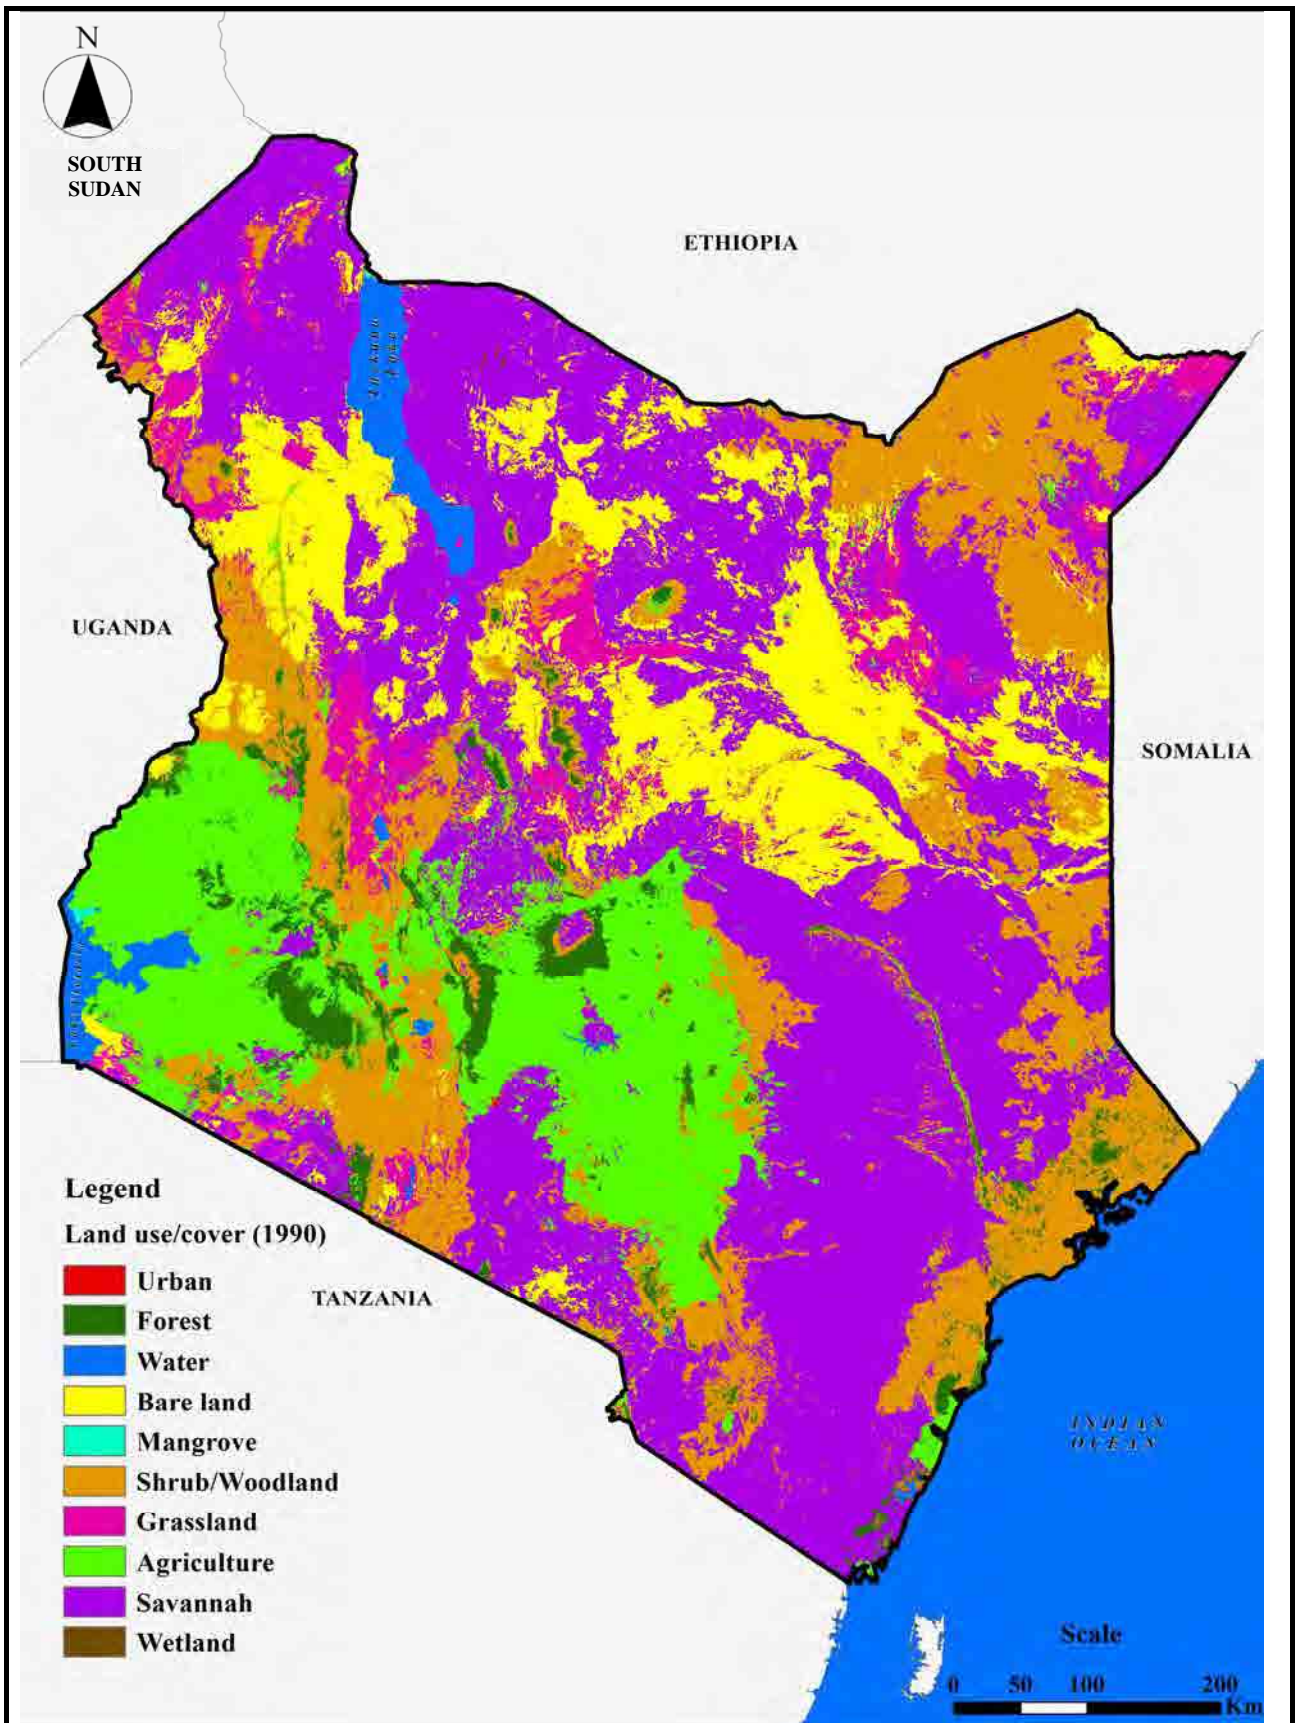 N
SOUTH
SUDAN
ETHIOPIA
UGANDA
SOMALIA
Legend
Land use/cover (1990)
Urban
Forest
Water
Bare land
Mangrove
Shrub/Woodland
Grassland
Agriculture
Savannah
Wetland
TANZANIA
INDIAN
OCEAN
Scale
0 50 100 200
Km